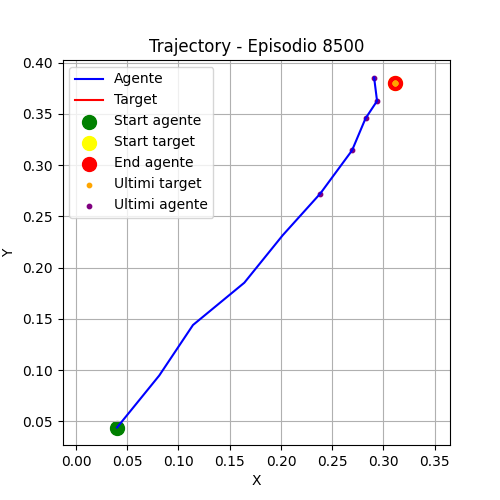 Trajectory - Episodio 8500
0.40
0.35
0.30
0.25
0.20
0.15
0.10
0.05
Y
Agente
Target
Start agente
Start target
End agente
Ultimi target
Ultimi agente
0.00 0.05 0.10 0.15 0.20 0.25 0.30 0.35
X